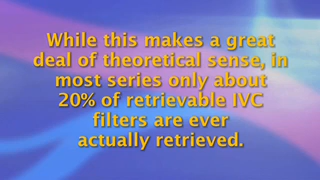 While this makes a great
deal of theoretical sense, in
most series only about
20% of retrievable IVC
filters are ever
actually retrieved.